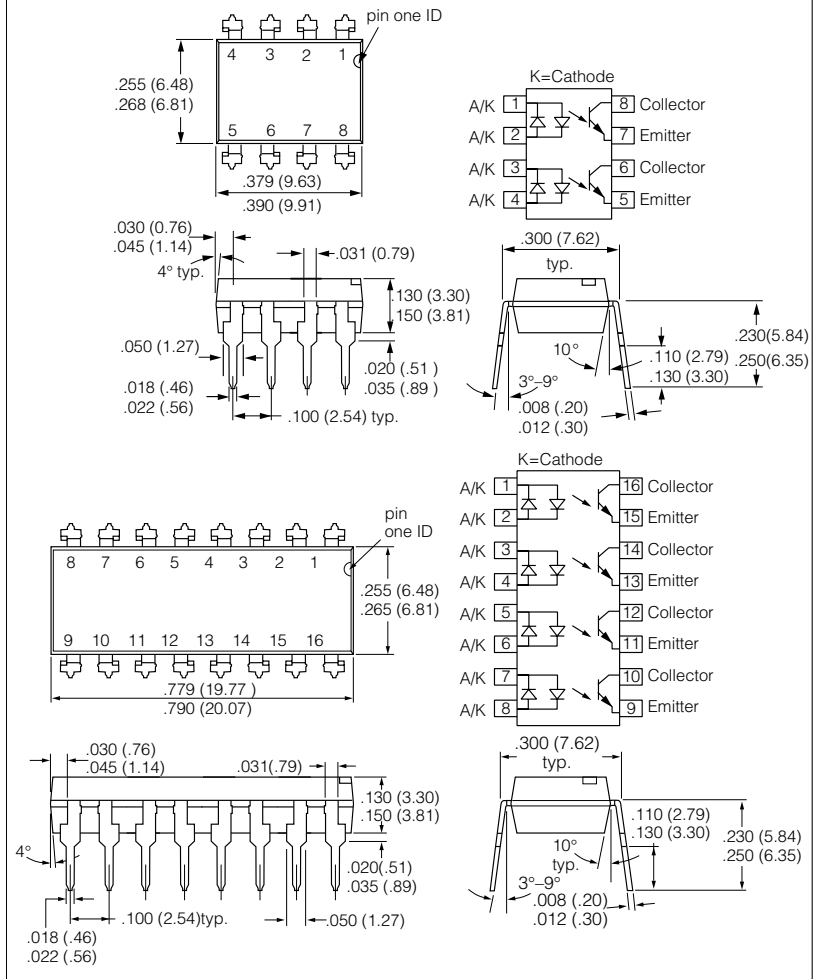 pin one ID
4 3 2 1
.255 (6.48)
.268 (6.81)
5 6 7 8
.379 (9.63)
.390 (9.91)
K=Cathode
A/K 1 8 Collector
A/K 2 7 Emitter
A/K 3 6 Collector
A/K 4 5 Emitter
.030 (0.76)
.045 (1.14)
4° typ.
.031 (0.79)
.130 (3.30)
.150 (3.81)
.050 (1.27)
.020 (.51 )
.035 (.89 )
.018 (.46)
.022 (.56)
.100 (2.54) typ.
.300 (7.62)
typ.
.230(5.84)
.250(6.35)
10°
.110 (2.79)
.130 (3.30)
3°–9°
.008 (.20)
.012 (.30)
pin
one ID
8 7 6 5 4 3 2 1
.255 (6.48)
.265 (6.81)
9 10 11 12 13 14 15 16
.779 (19.77 )
.790 (20.07)
K=Cathode
A/K 1 16 Collector
A/K 2 15 Emitter
A/K 3 14 Collector
A/K 4 13 Emitter
A/K 5 12 Collector
A/K 6 11 Emitter
A/K 7 10 Collector
A/K 8 9 Emitter
.030 (.76)
.045 (1.14)
.031(.79)
.130 (3.30)
.150 (3.81)
4°
.020(.51)
.035 (.89)
.100 (2.54)typ.
.050 (1.27)
.018 (.46)
.022 (.56)
.300 (7.62)
typ.
.110 (2.79)
.130 (3.30)
.230 (5.84)
.250 (6.35)
10°
typ.
3°–9°
.008 (.20)
.012 (.30)